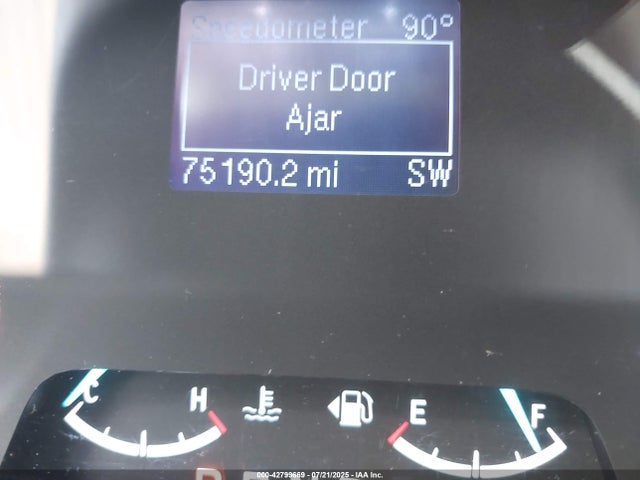 Speedometer 90°
Driver Door
Ajar
75190.2 mi SW
C H E F
000-42799669 - 07/21/2025 - IAA Inc.